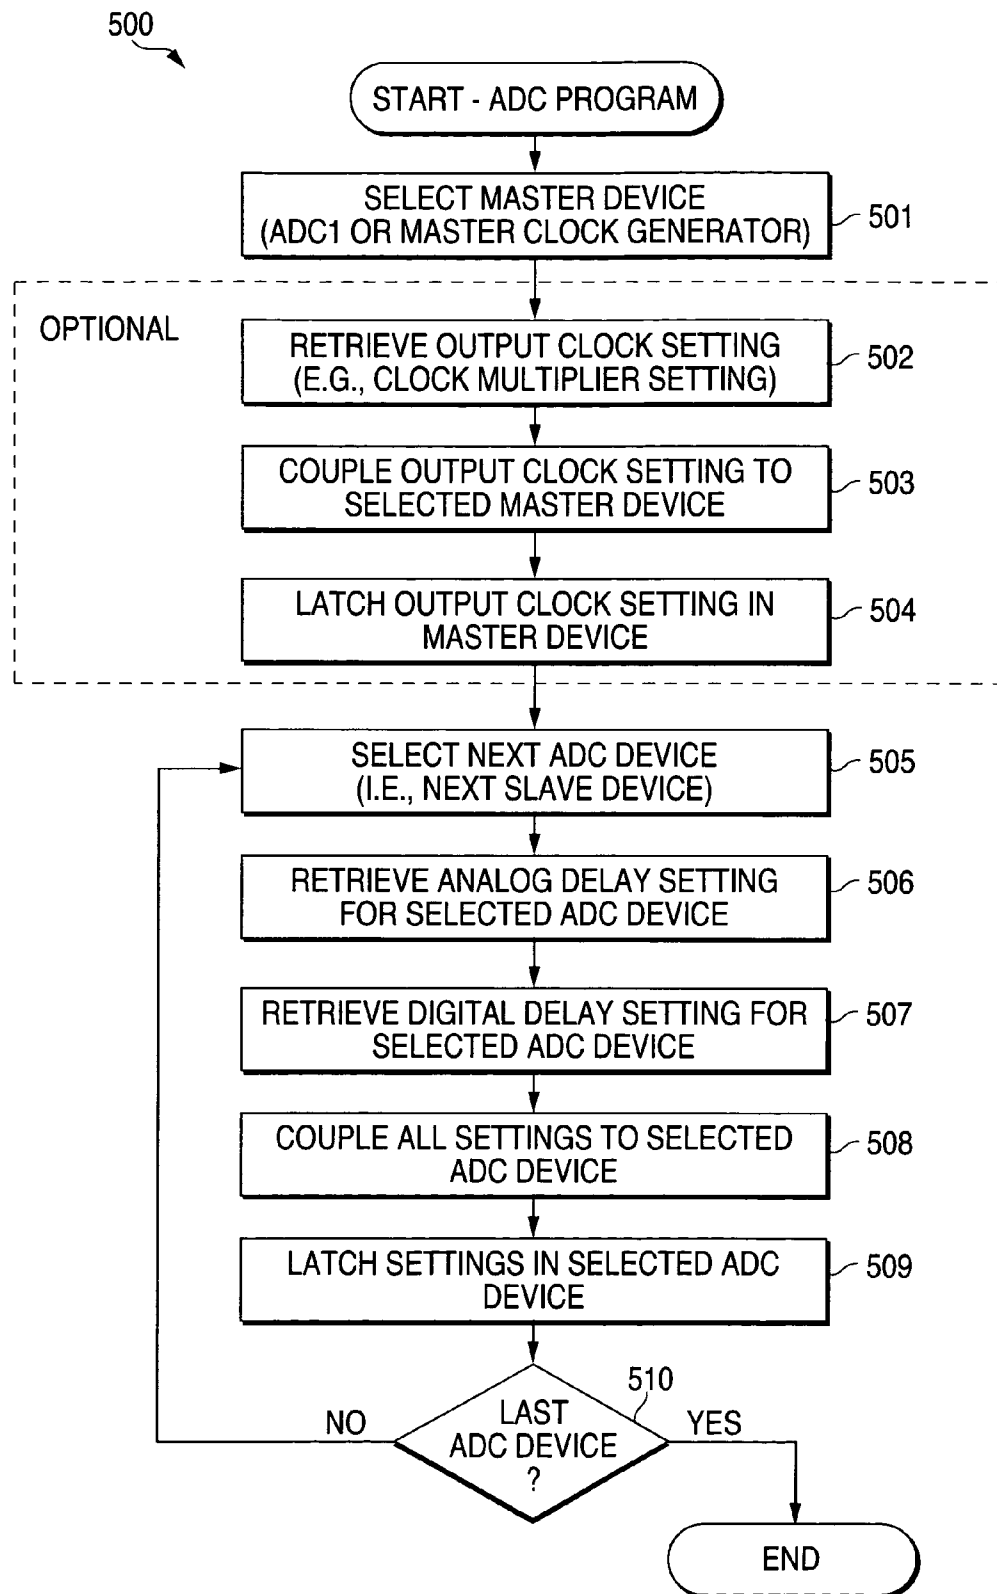 500
START - ADC PROGRAM
SELECT MASTER DEVICE
(ADC1 OR MASTER CLOCK GENERATOR)
501
OPTIONAL
RETRIEVE OUTPUT CLOCK SETTING
(E.G., CLOCK MULTIPLIER SETTING)
502
COUPLE OUTPUT CLOCK SETTING TO
SELECTED MASTER DEVICE
503
LATCH OUTPUT CLOCK SETTING IN
MASTER DEVICE
504
SELECT NEXT ADC DEVICE
(I.E., NEXT SLAVE DEVICE)
505
RETRIEVE ANALOG DELAY SETTING
FOR SELECTED ADC DEVICE
506
RETRIEVE DIGITAL DELAY SETTING FOR
SELECTED ADC DEVICE
507
COUPLE ALL SETTINGS TO SELECTED
ADC DEVICE
508
LATCH SETTINGS IN SELECTED ADC
DEVICE
509
510
LAST
ADC DEVICE
?
NO
YES
END